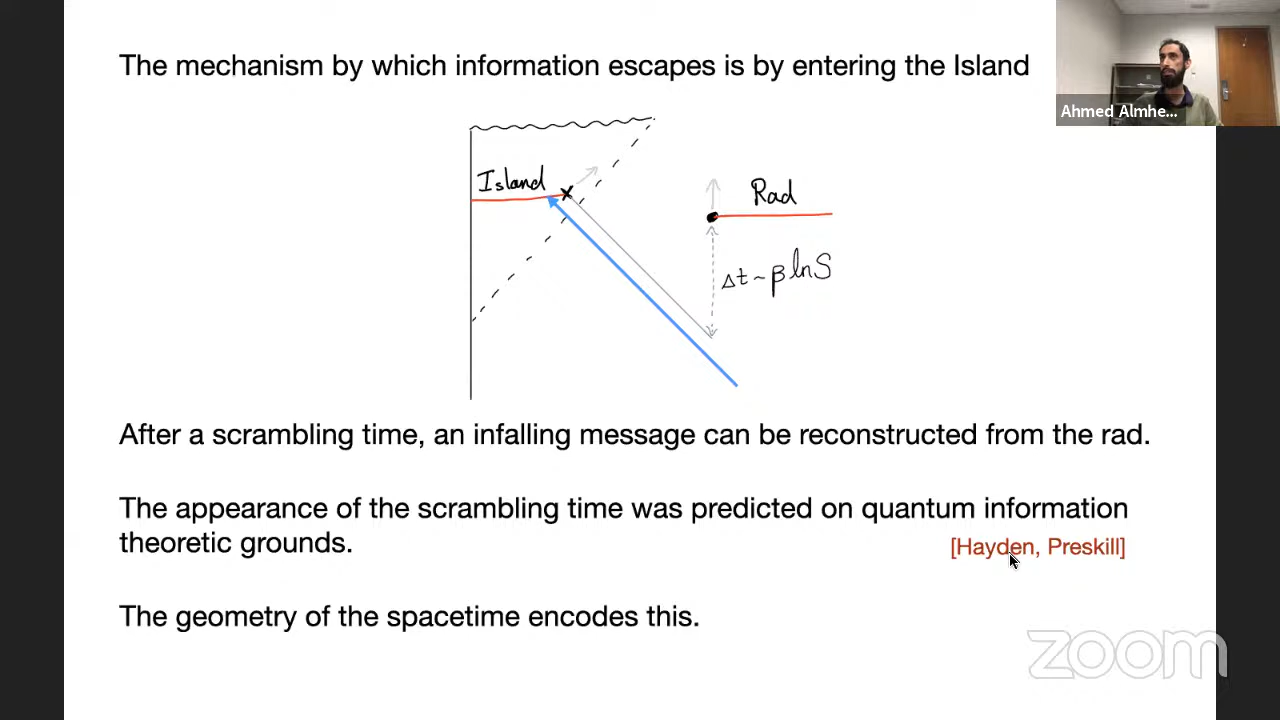 The mechanism by which information escapes is by entering the Island
Ahmed Almhe...
Island
Rad
Δt ~ β ln S
After a scrambling time, an infalling message can be reconstructed from the rad.
The appearance of the scrambling time was predicted on quantum information
theoretic grounds.
[Hayden, Preskill]
The geometry of the spacetime encodes this.
zoom